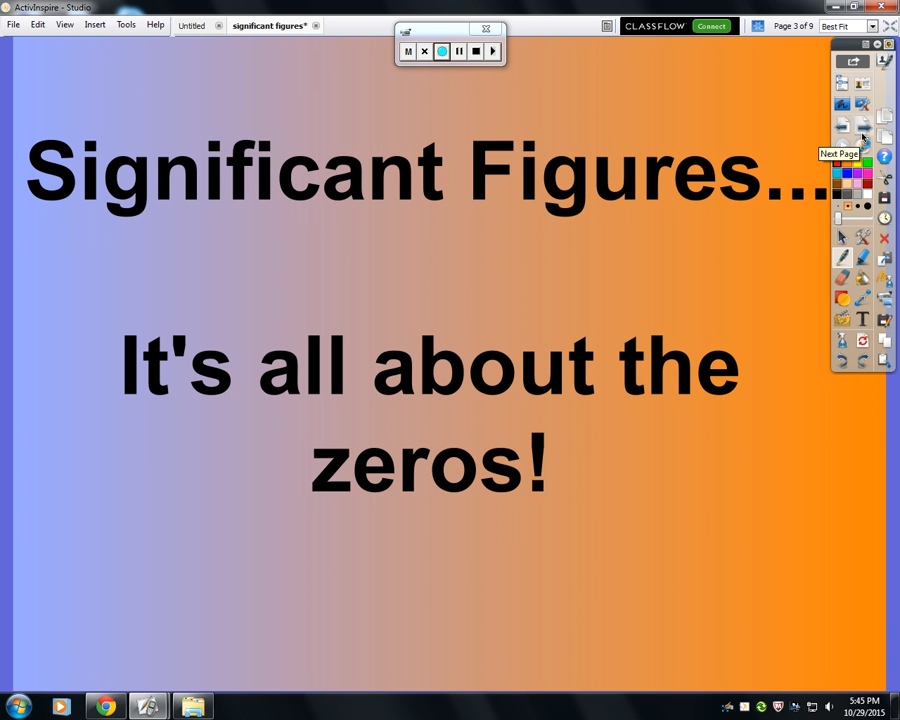 ActivInspire - Studio
File Edit View Insert Tools Help Untitled significant figures* CLASSFLOW Connect Page 3 of 9 Best Fit
M
Next Page
Significant Figures...
It's all about the
zeros!
T
5:45 PM
10/29/2015